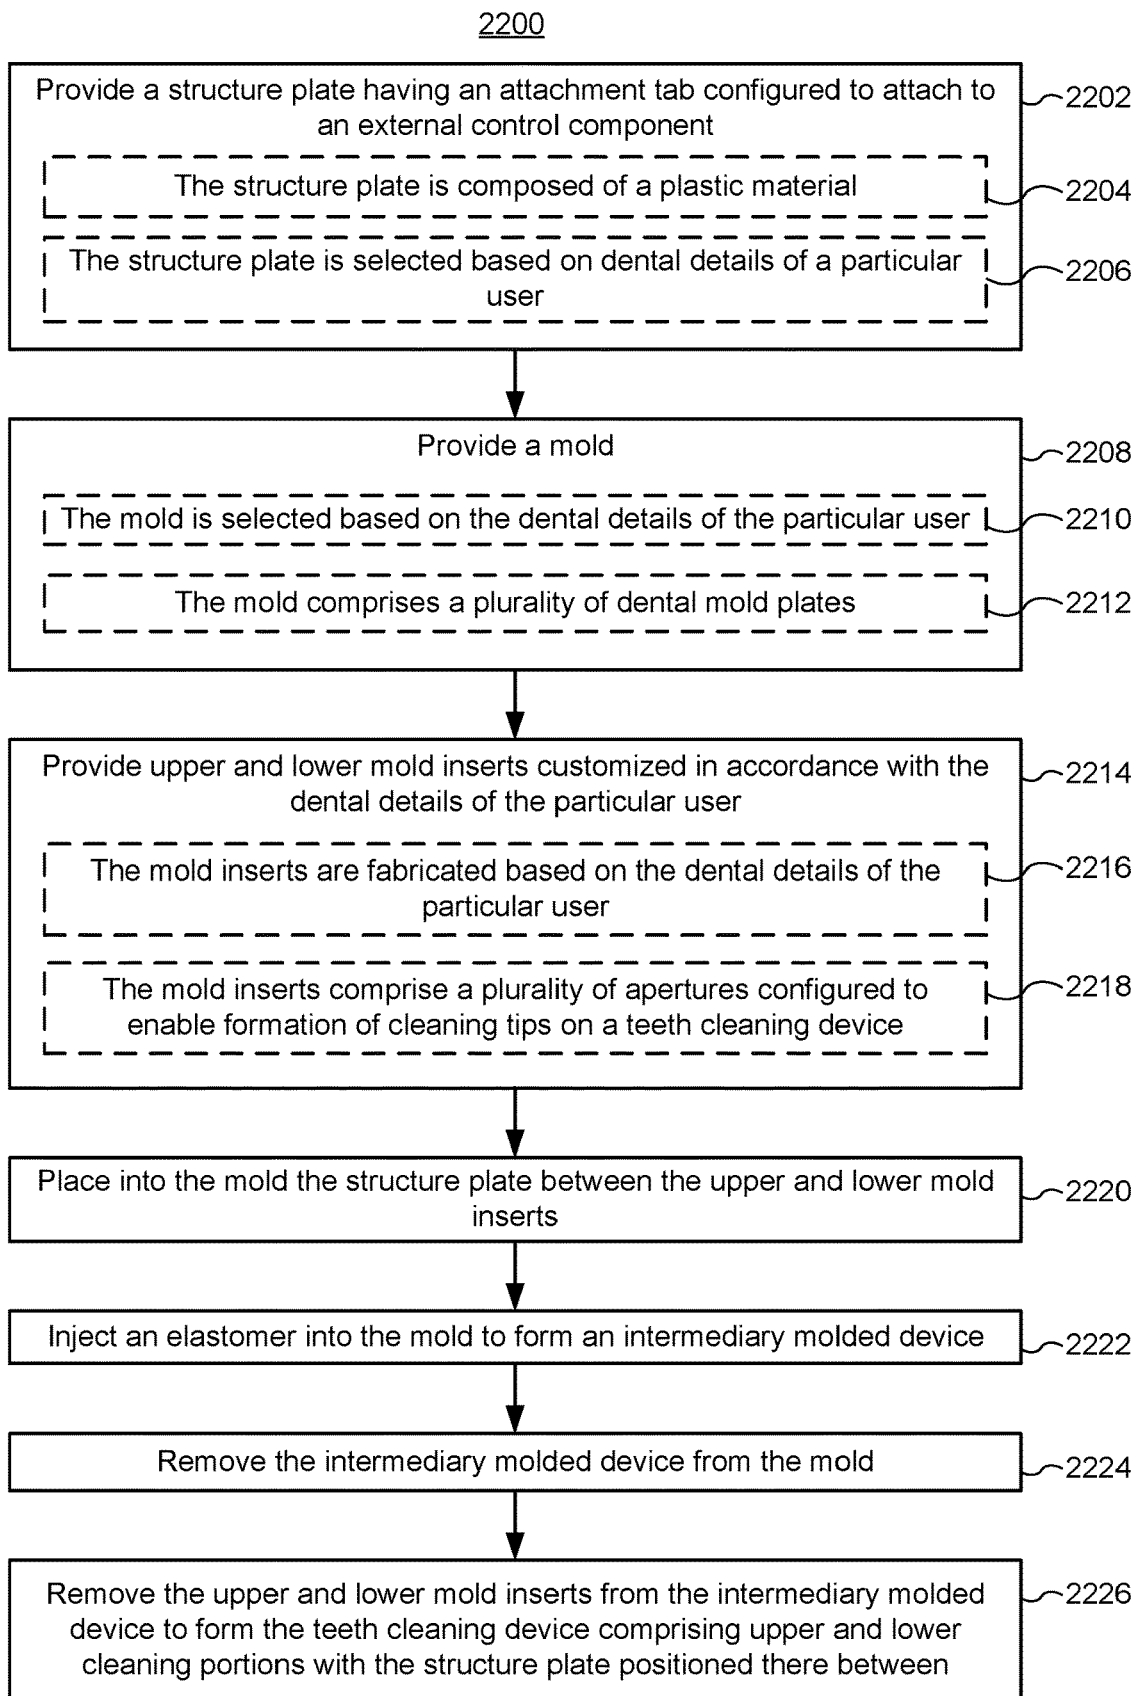 2200
Provide a structure plate having an attachment tab configured to attach to
an external control component
2202
The structure plate is composed of a plastic material
2204
The structure plate is selected based on dental details of a particular
user
2206
Provide a mold
2208
The mold is selected based on the dental details of the particular user
2210
The mold comprises a plurality of dental mold plates
2212
Provide upper and lower mold inserts customized in accordance with the
dental details of the particular user
2214
The mold inserts are fabricated based on the dental details of the
particular user
2216
The mold inserts comprise a plurality of apertures configured to
enable formation of cleaning tips on a teeth cleaning device
2218
Place into the mold the structure plate between the upper and lower mold
inserts
2220
Inject an elastomer into the mold to form an intermediary molded device
2222
Remove the intermediary molded device from the mold
2224
Remove the upper and lower mold inserts from the intermediary molded
device to form the teeth cleaning device comprising upper and lower
cleaning portions with the structure plate positioned there between
2226